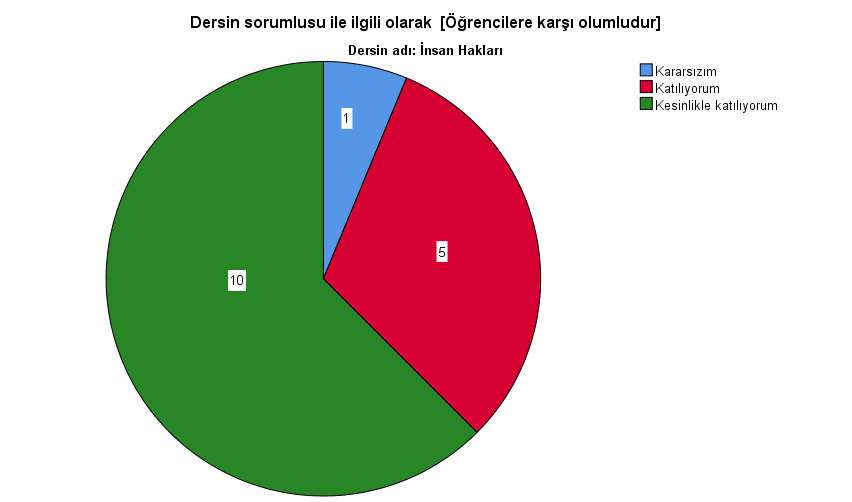 Dersin sorumlusu ile ilgili olarak  [Öğrencilere karşı olumludur]
Dersin adı: İnsan Hakları
Kararsızım
Katılıyorum
Kesinlikle katılıyorum
1
5
10